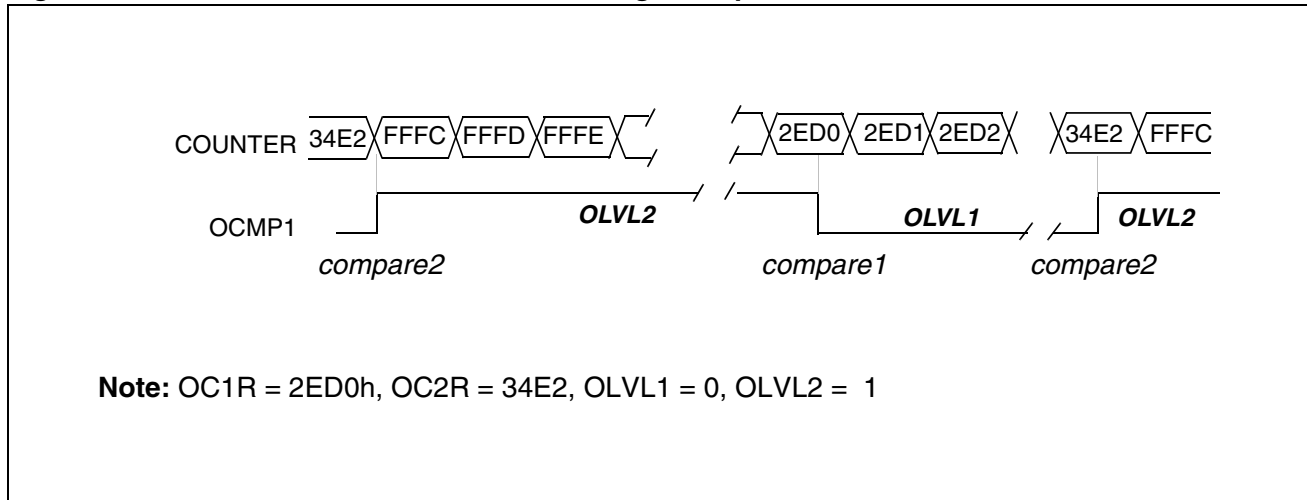 COUNTER 34E2 FFFC FFFD FFFE 2ED0 2ED1 2ED2 34E2 FFFC
OCMP1 OLVL2 OLVL1 OLVL2
compare2 compare1 compare2
Note: OC1R = 2ED0h, OC2R = 34E2, OLVL1 = 0, OLVL2 = 1